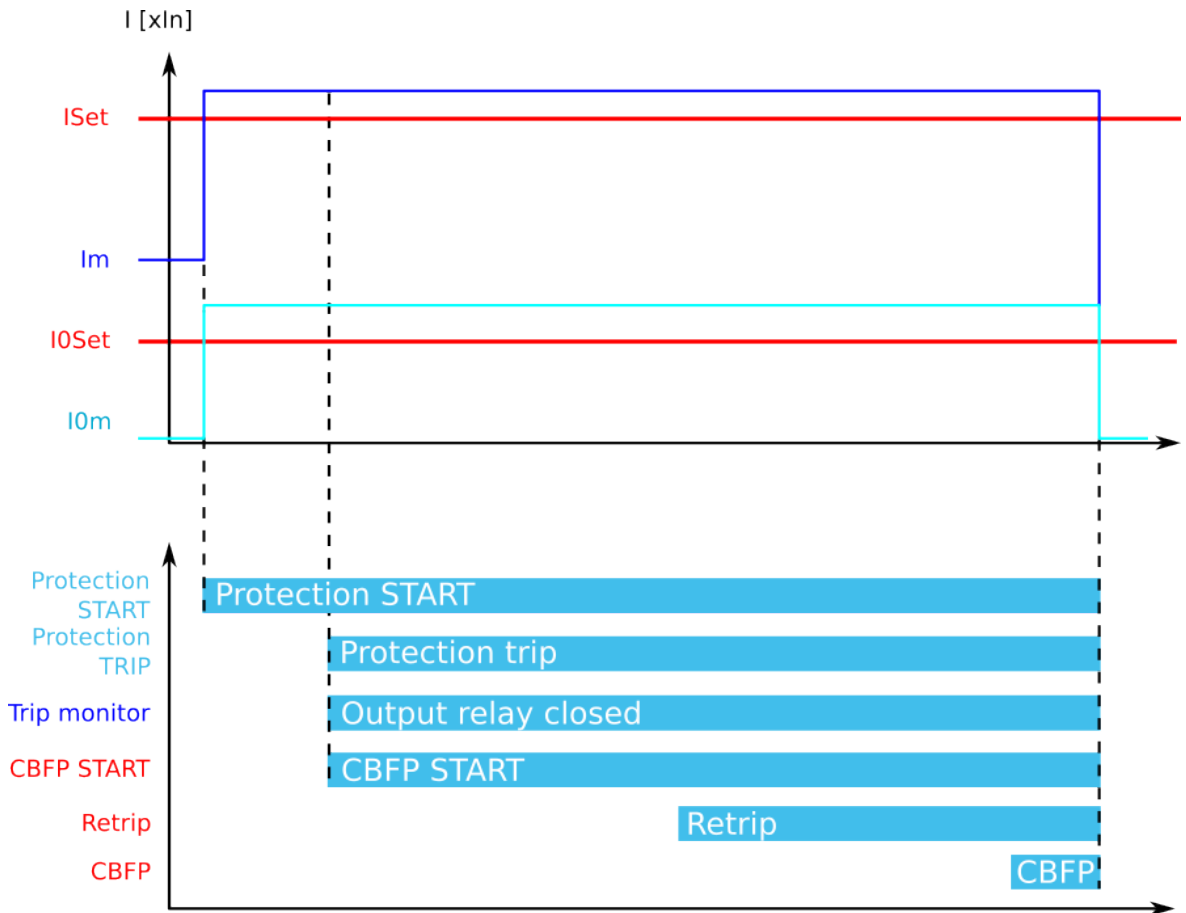 I [xIn]
ISet
Im
I0Set
I0m
Protection
START
Protection START
Protection
TRIP
Protection trip
Trip monitor
Output relay closed
CBFP START
CBFP START
Retrip
Retrip
CBFP
CBFP